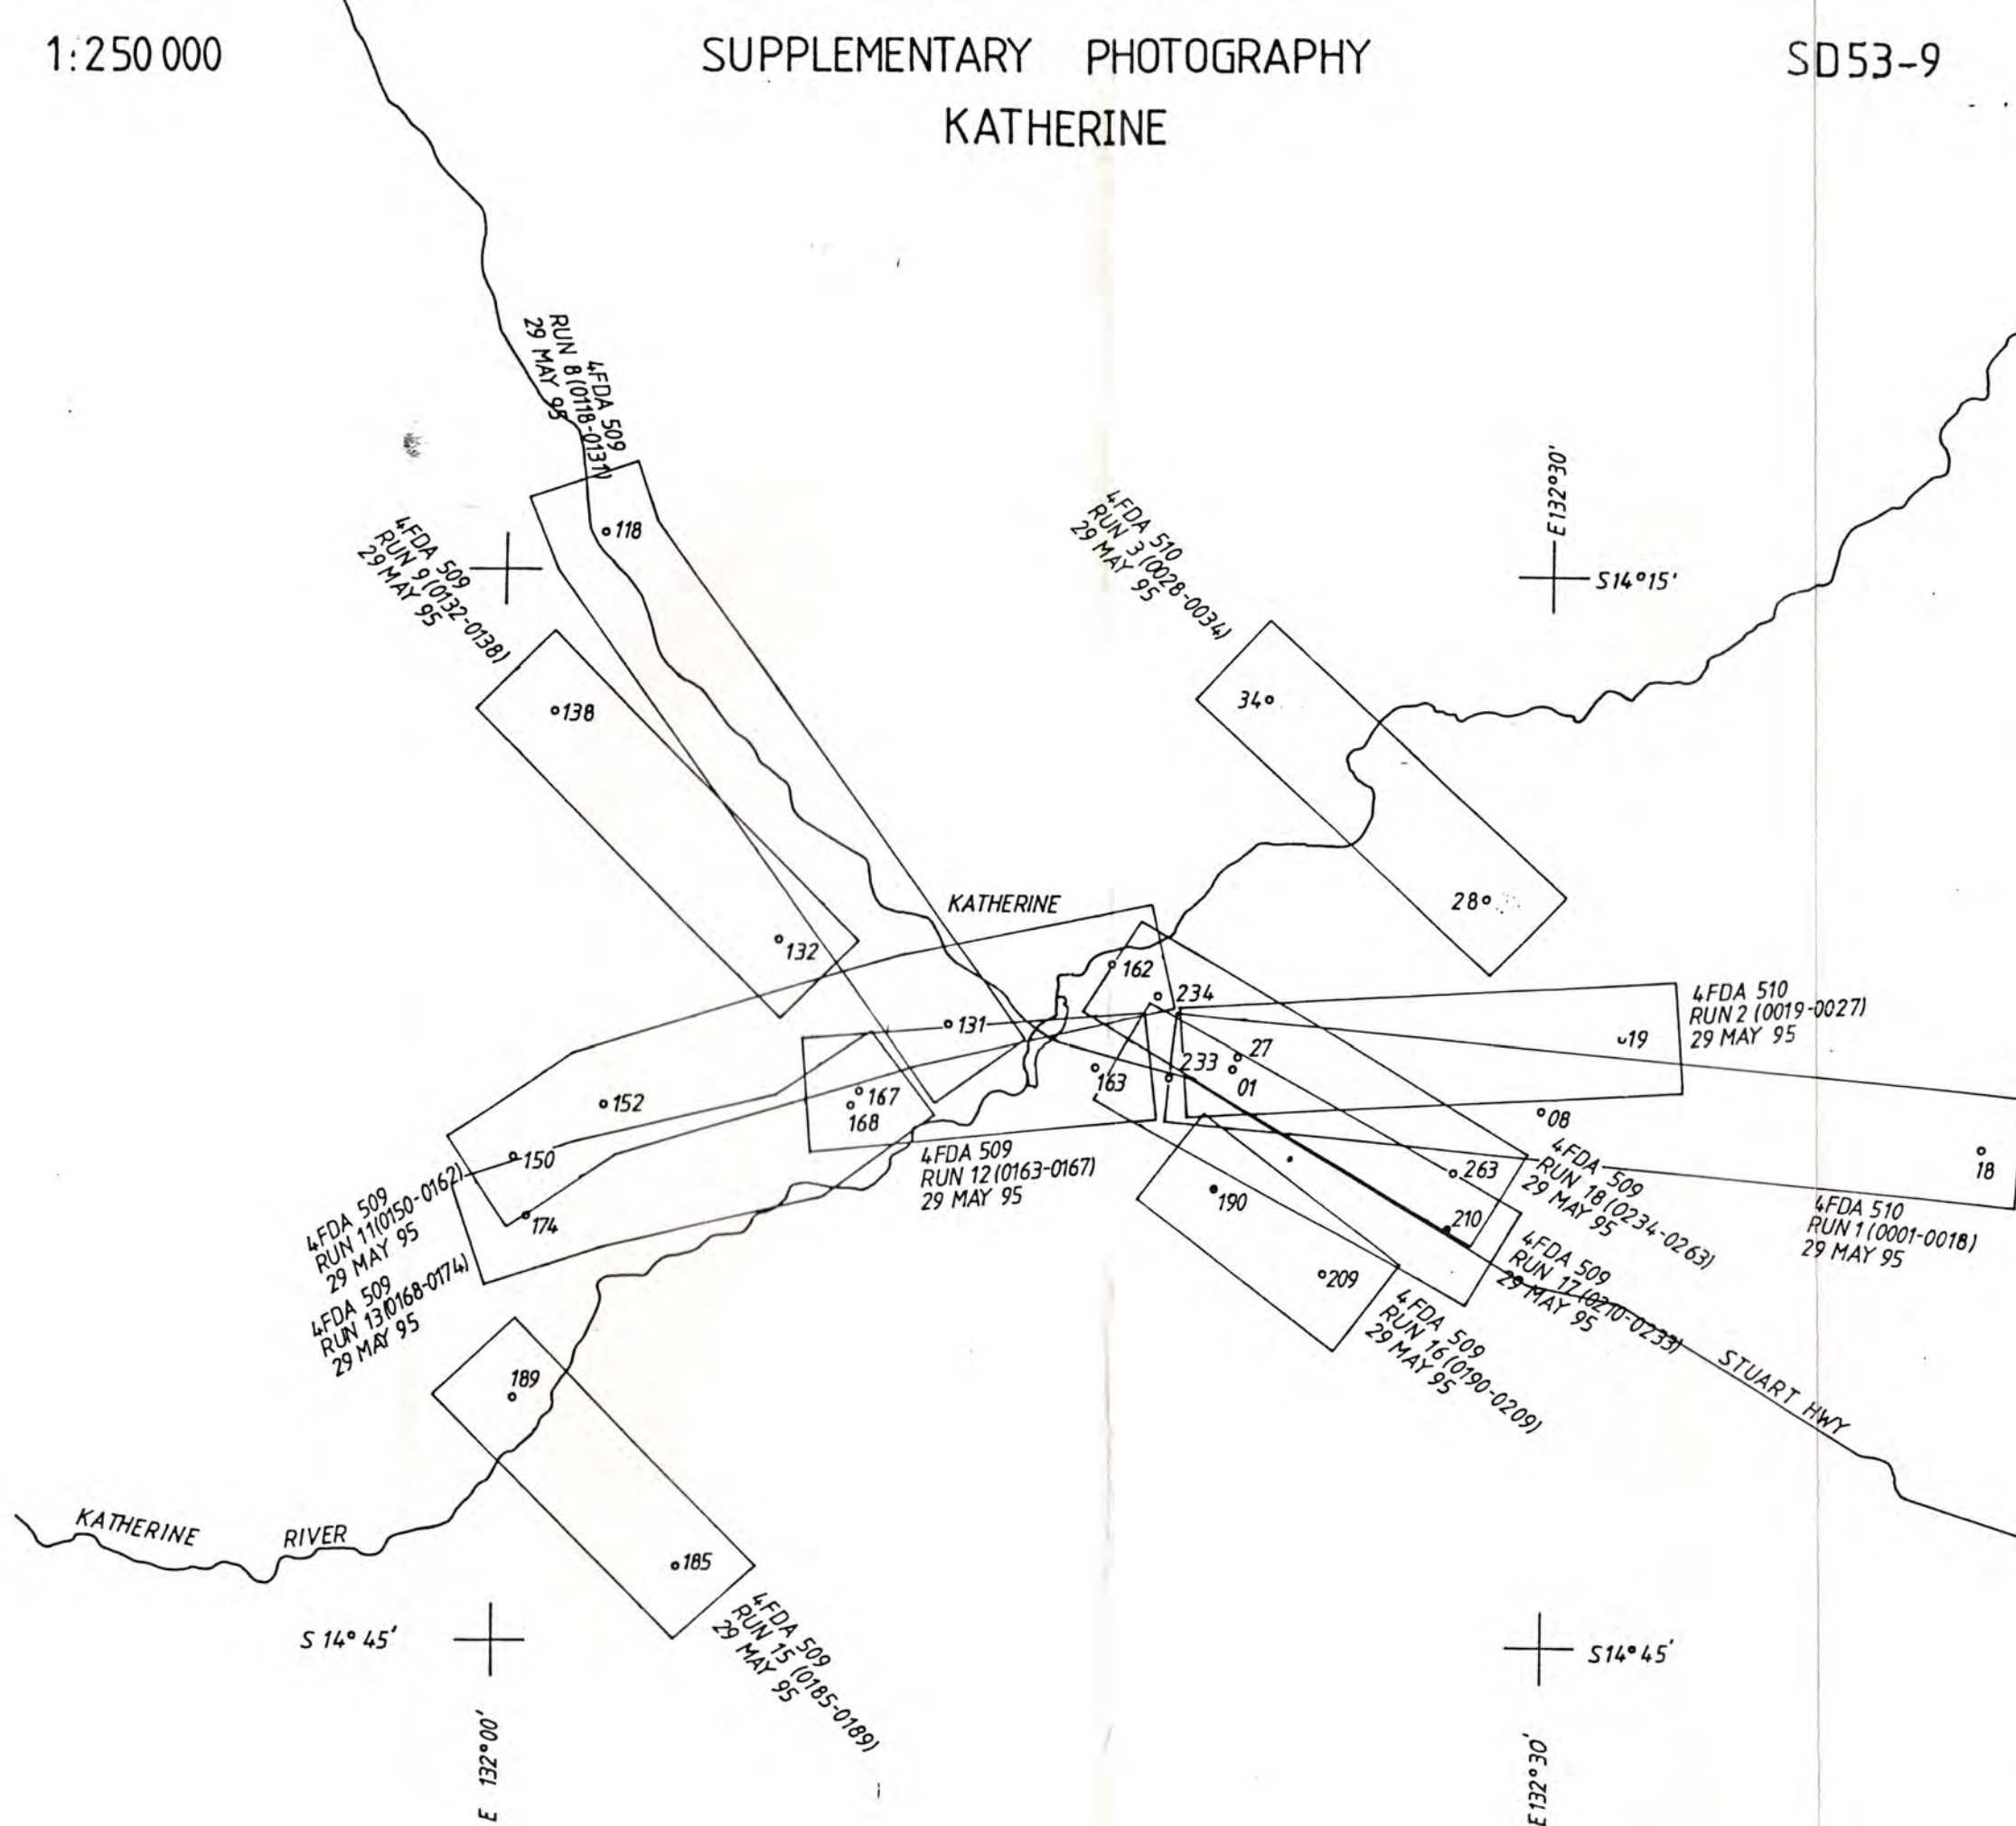 1:250 000
SUPPLEMENTARY PHOTOGRAPHY
SD53-9
KATHERINE
4FDA 509
RUN 8 (0118-0131)
29 MAY 95
118
4FDA 509
RUN 9 (0132-0138)
29 MAY 95
138
132
4FDA 510
RUN 3 (0028-0034)
29 MAY 95
E132°30'
S14°15'
34
28
KATHERINE
162
234
131
163
233
27
01
19
4FDA 510
RUN 2 (0019-0027)
29 MAY 95
152
167
168
150
174
08
18
263
210
190
209
4FDA 509
RUN 12 (0163-0167)
29 MAY 95
4FDA 509
RUN 11 (0150-0162)
29 MAY 95
4FDA 509
RUN 13 (0168-0174)
29 MAY 95
4FDA 510
RUN 1 (0001-0018)
29 MAY 95
4FDA 509
RUN 18 (0234-0263)
29 MAY 95
4FDA 509
RUN 17 (0210-0233)
29 MAY 95
4FDA 509
RUN 16 (0190-0209)
29 MAY 95
STUART HWY
189
185
KATHERINE RIVER
4FDA 509
RUN 15 (0185-0189)
29 MAY 95
S 14° 45'
S14°45'
E 132°00'
E132°30'